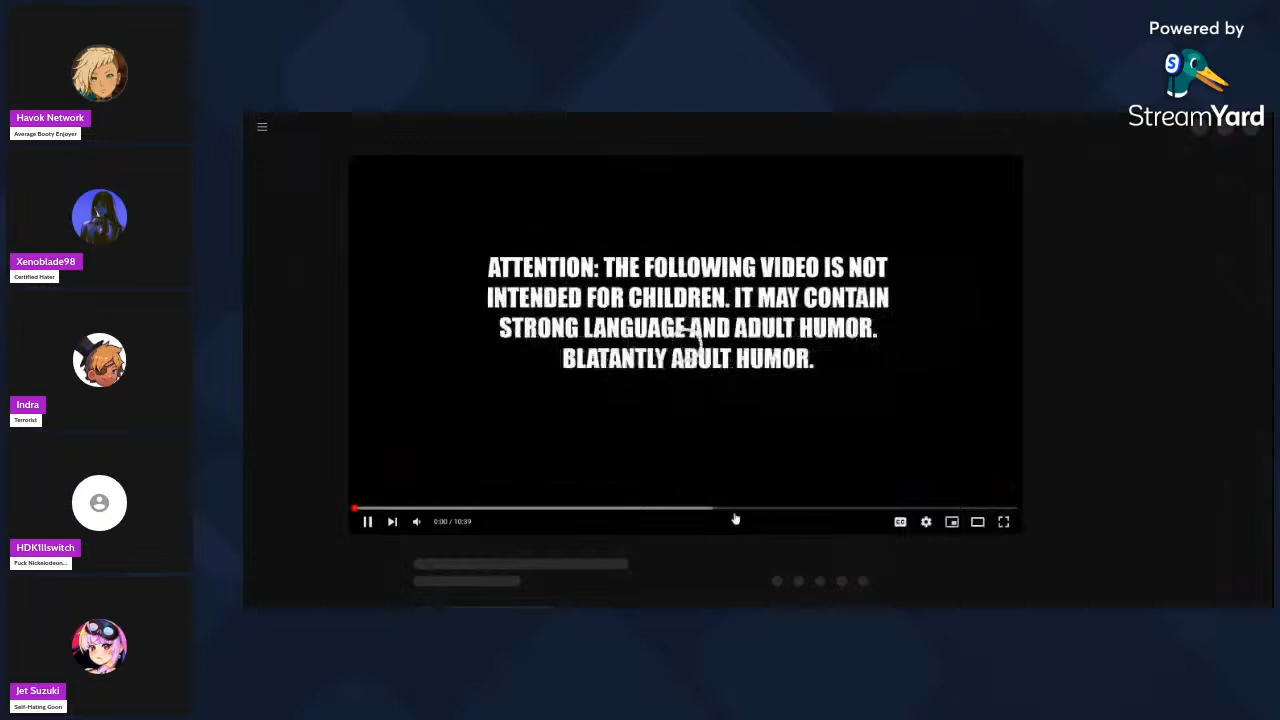 Havok Network
Average Booty Enjoyer
Xenoblade98
Certified Hater
Indra
Terrorist
HDK1llswitch
Fuck Nickelodeon...
Jet Suzuki
Self-Hating Goon
ATTENTION: THE FOLLOWING VIDEO IS NOT
INTENDED FOR CHILDREN. IT MAY CONTAIN
STRONG LANGUAGE AND ADULT HUMOR.
BLATANTLY ADULT HUMOR.
0:00 / 10:39
CC
Powered by
S
StreamYard